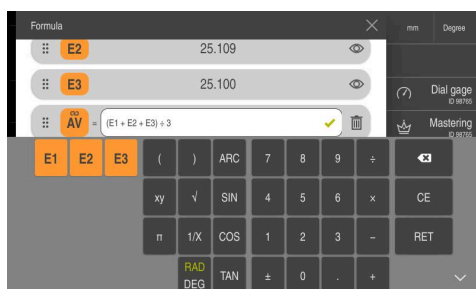 Formula
mm Degree
E2 25.109
E3 25.100
Dial gage
ID 98765
∞
AV = (E1 + E2 + E3) ÷ 3
Mastering
ID 98765
E1 E2 E3 ( ) ARC 7 8 9 ÷
xy √ SIN 4 5 6 × CE
π 1/X COS 1 2 3 − RET
RAD
DEG TAN ± 0 . +